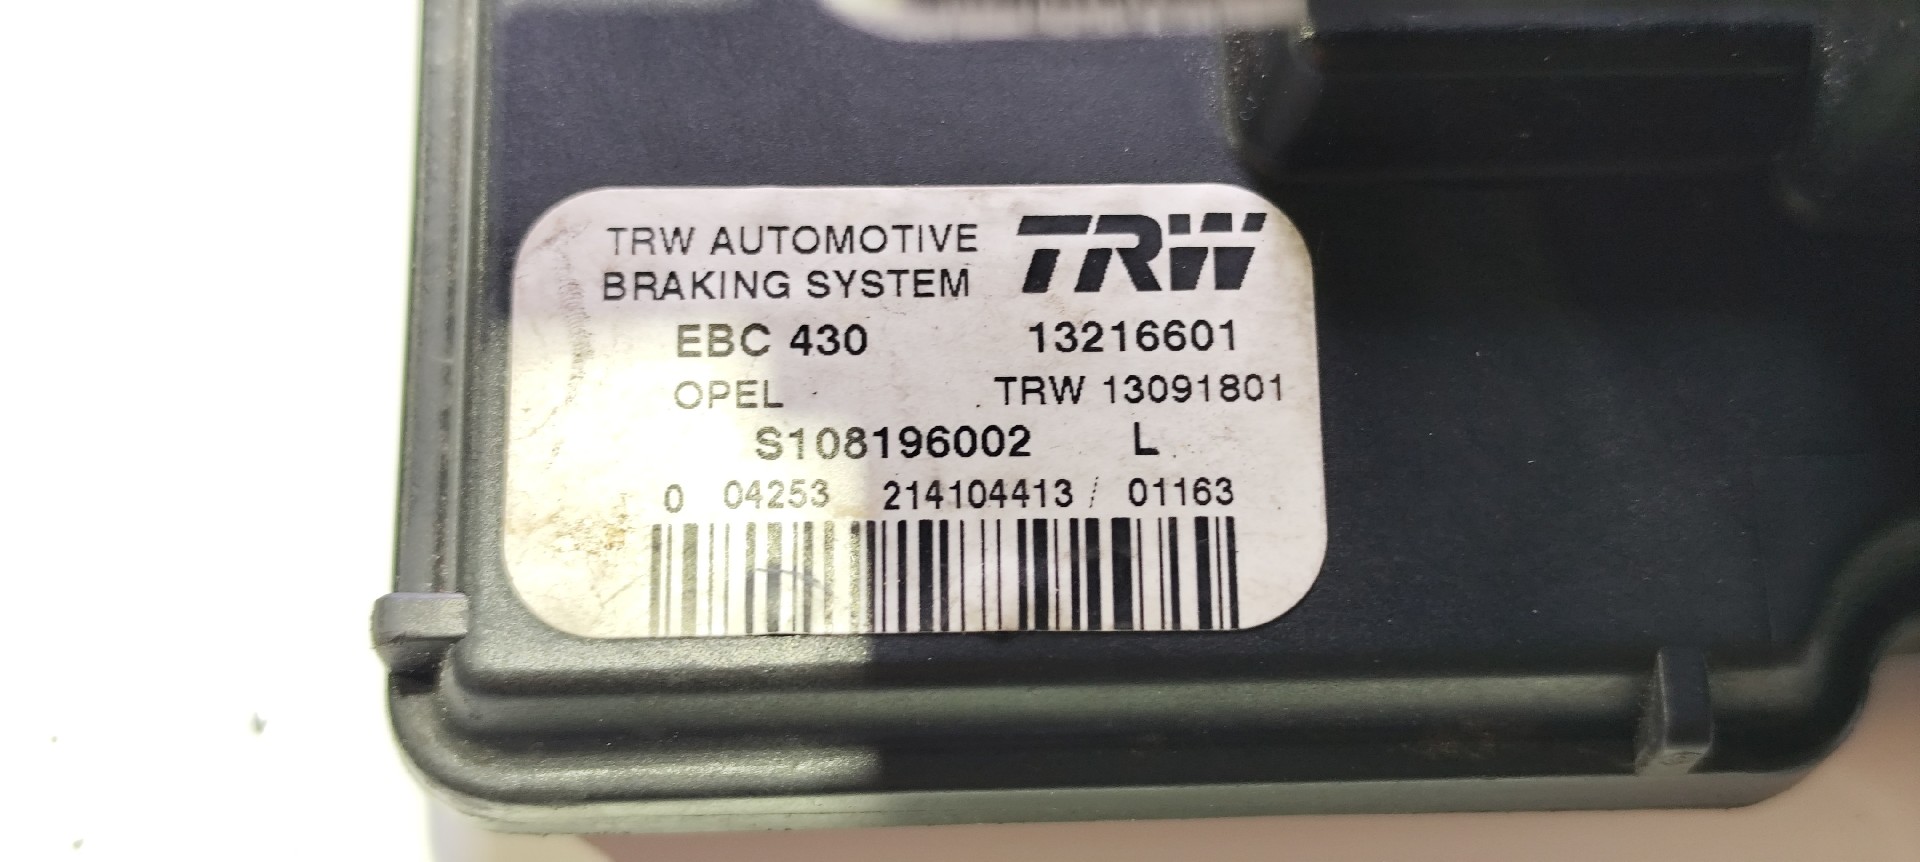 TRW AUTOMOTIVE TRW
BRAKING SYSTEM
EBC 430 13216601
OPEL TRW 13091801
S108196002 L
0 04253 214104413 / 01163